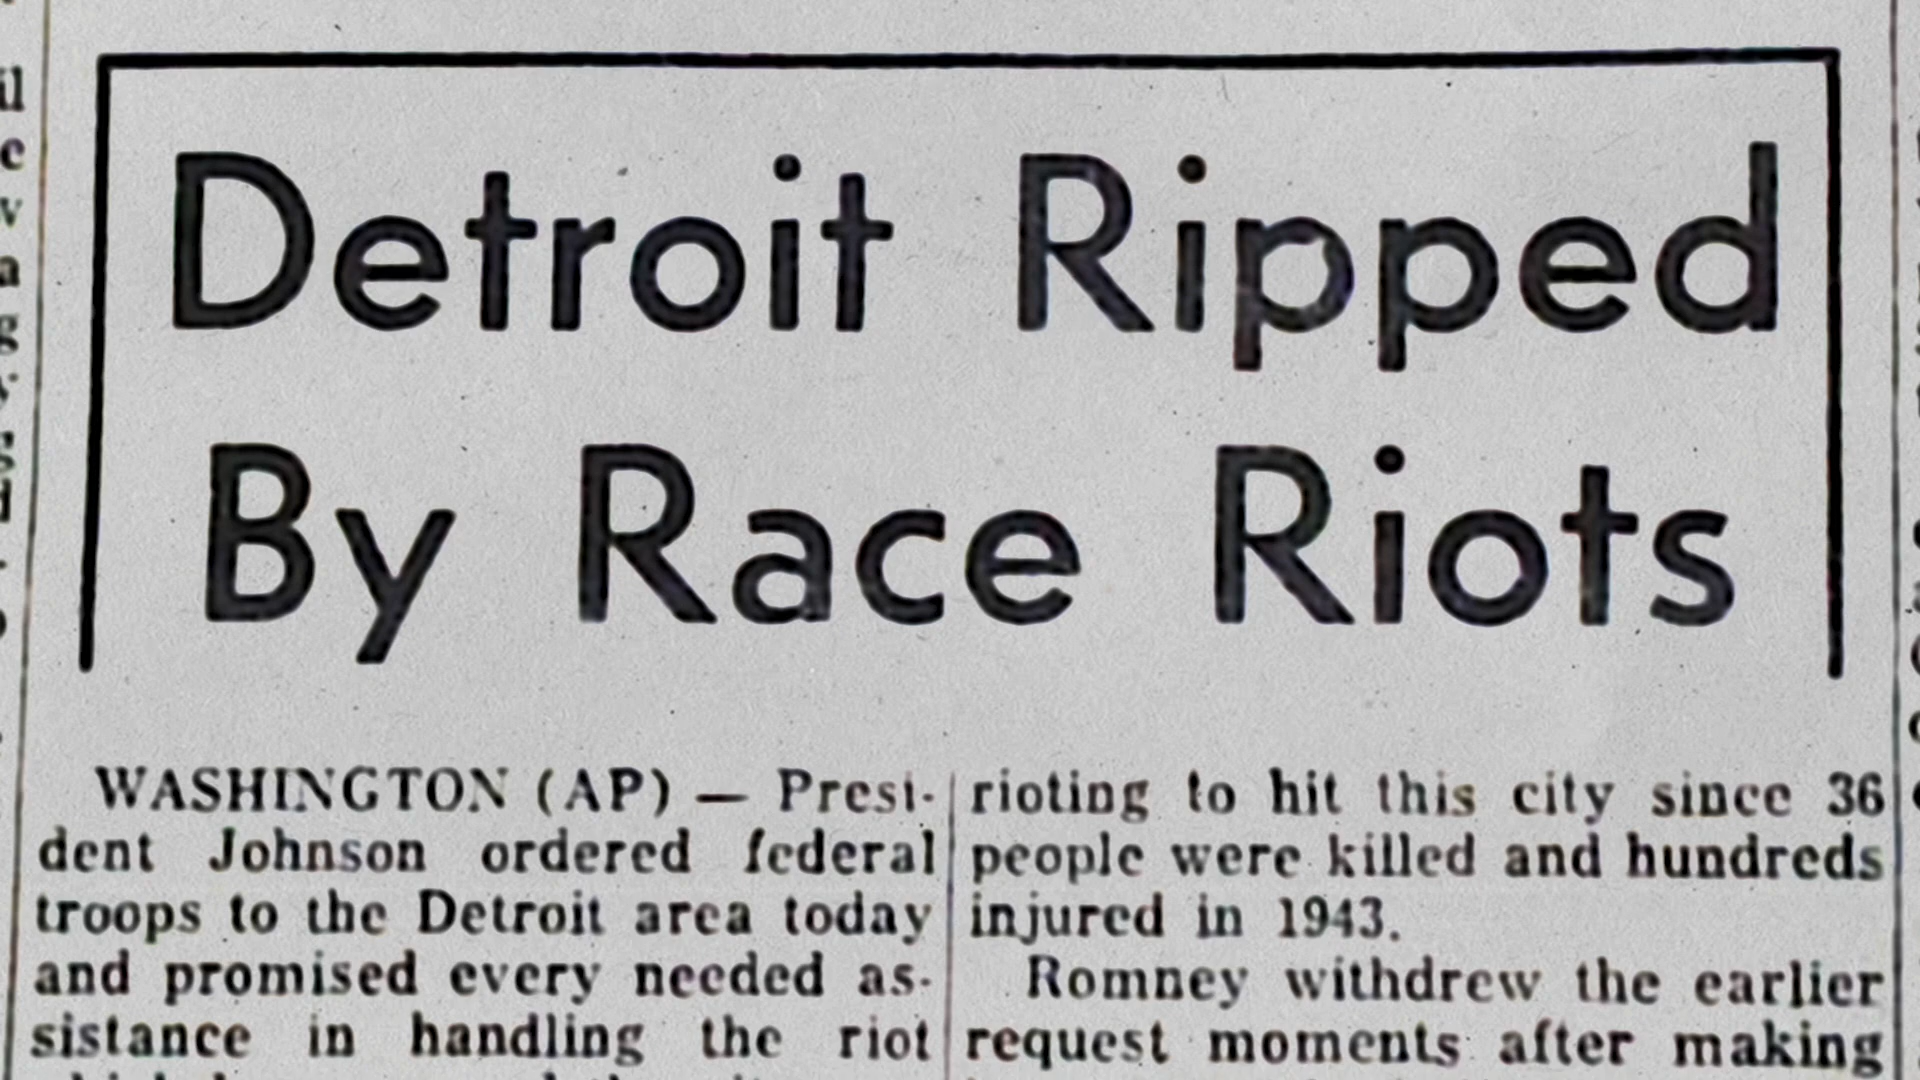 Detroit Ripped
By Race Riots
WASHINGTON (AP) — Presi-
dent Johnson ordered federal
troops to the Detroit area today
and promised every needed as-
sistance in handling the riot
rioting to hit this city since 36
people were killed and hundreds
injured in 1943.
Romney withdrew the earlier
request moments after making